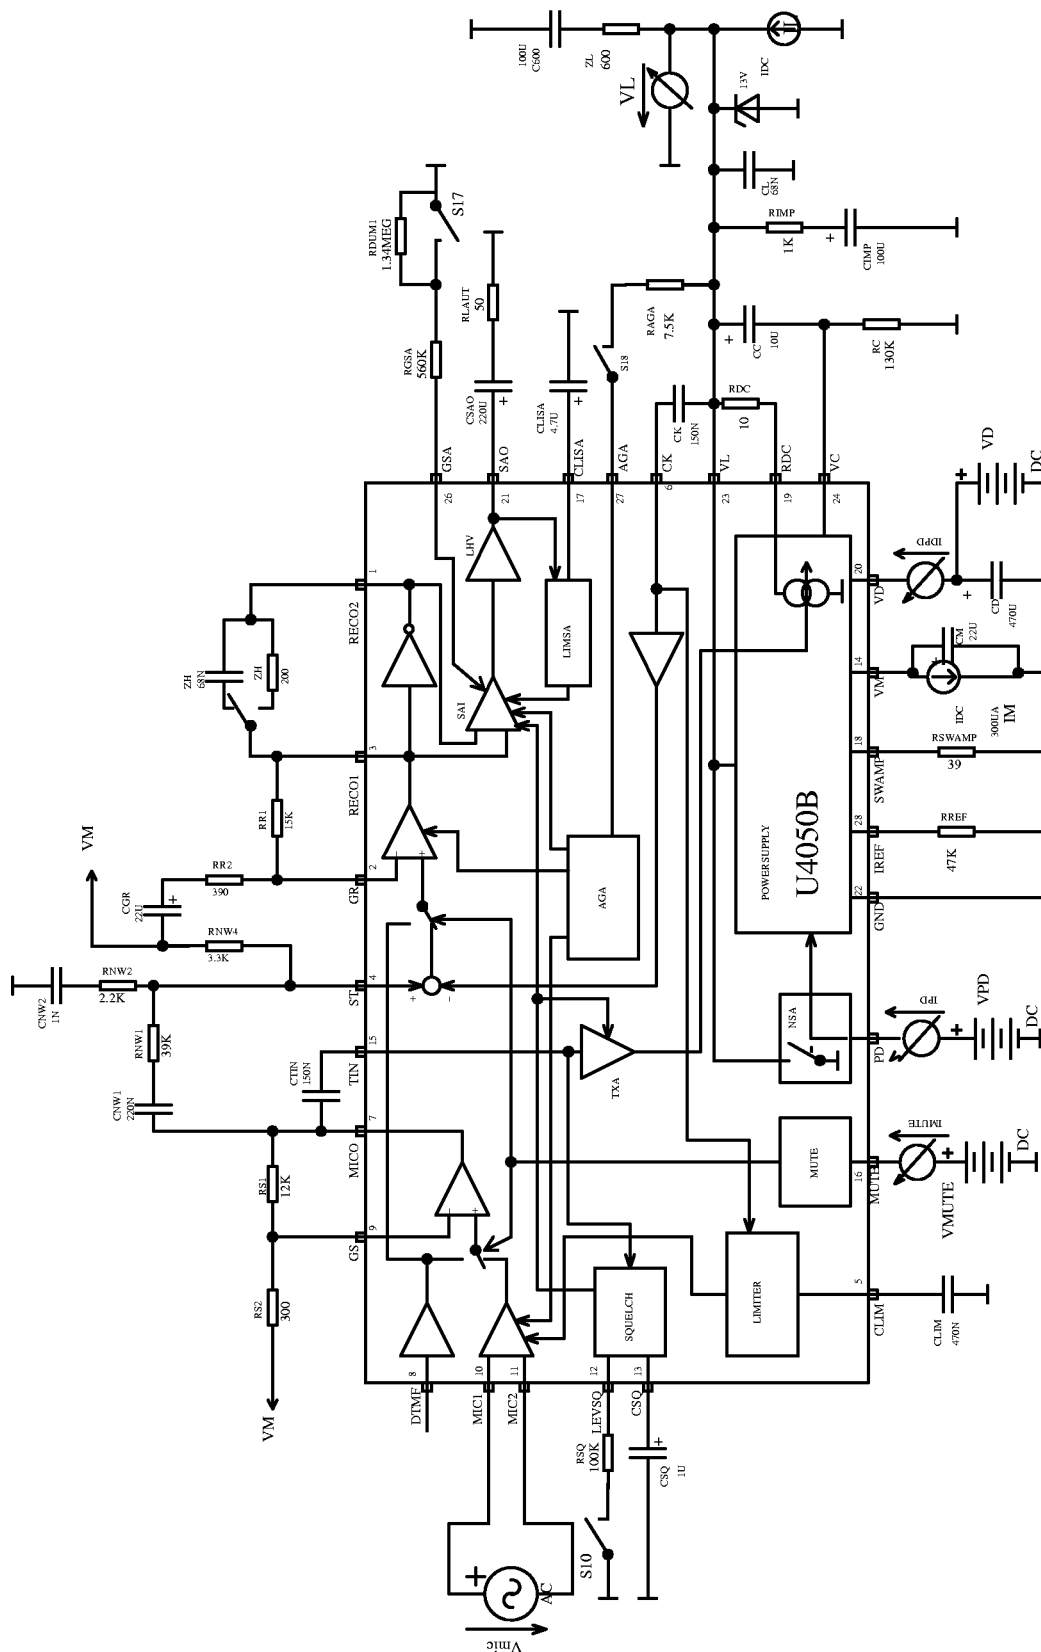 100U
C600
ZL
600
VL
13V
IDC
CL
68N
RIMP
1K
+
CIMP
100U
RDUM1
1.34MEG
S17
RLAUT
50
RGSA
560K
CSAO
220U
+
CLISA
4.7U
+
S18
RAGA
7.5K
+
CC
10U
RC
130K
CK
150N
RDC
10
GSA
SAO
CLISA
AGA
CK
VL
RDC
VC
26
21
17
27
6
23
19
24
VD
+
DC
IDPD
+
CD
470U
20
VD
CM
22U
+
IDC
300UA
IM
14
VM
RSWAMP
39
18
SWAMP
RREF
47K
28
IREF
22
GND
POWERSUPPLY
U4050B
1
RECO2
ZH
68N
ZH
200
3
RECO1
RR1
15K
VM
RR2
390
CGR
22U
+
2
GR
RNW4
3.3K
CNW2
1N
RNW2
2.2K
4
ST
RNW1
39K
CNW1
220N
CTIN
150N
15
TIN
7
MICO
RS1
12K
9
GS
RS2
300
VM
LHV
LIMSA
SAI
AGA
-
+
+
-
TXA
-
+
NSA
IPD
VPD
+
DC
PD
MUTE
IMUTE
VMUTE
+
DC
16
MUTE
LIMITER
5
CLIM
CLIM
470N
SQUELCH
8
10
11
12
13
DTMF
MIC1
MIC2
LEVSQ
CSQ
RSQ
100K
CSQ
1U
+
S10
+
AC
Vmic